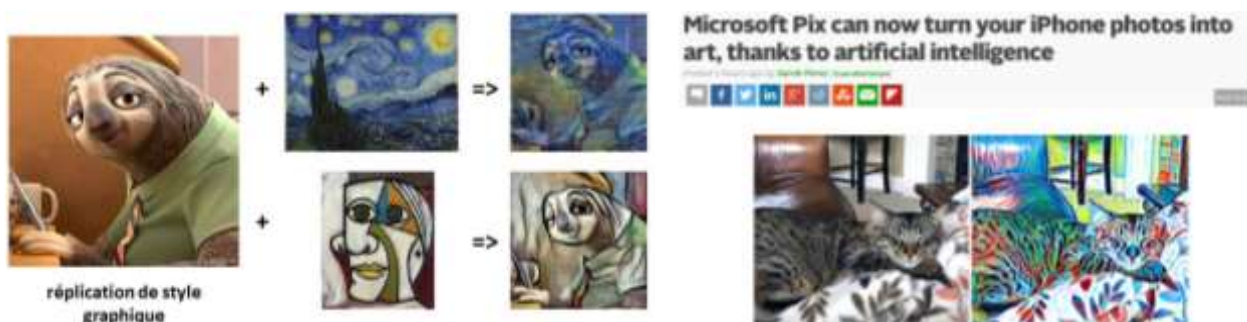 Microsoft Pix can now turn your iPhone photos into
art, thanks to artificial intelligence
+
=>
+
=>
réplication de style
graphique